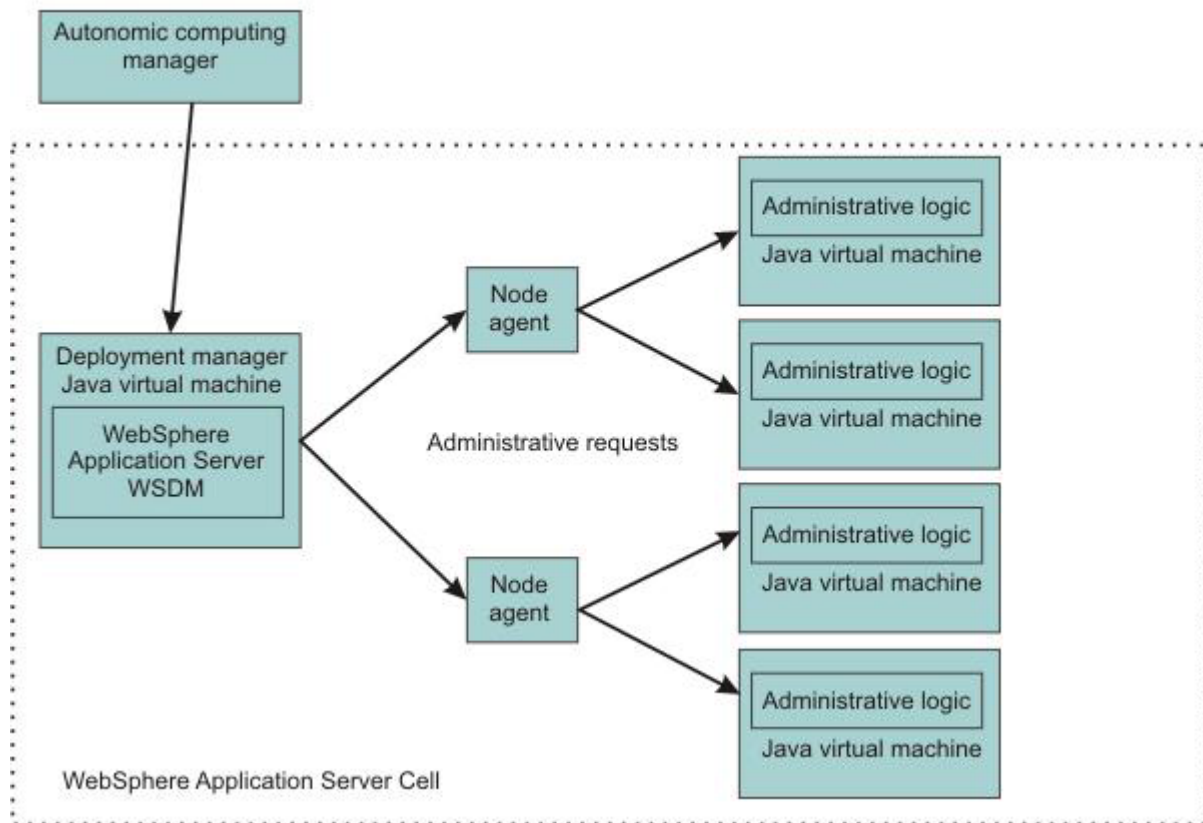 Autonomic computing
manager
Deployment manager
Java virtual machine
WebSphere
Application Server
WSDM
Node
agent
Administrative requests
Node
agent
Administrative logic
Java virtual machine
Administrative logic
Java virtual machine
Administrative logic
Java virtual machine
Administrative logic
Java virtual machine
WebSphere Application Server Cell